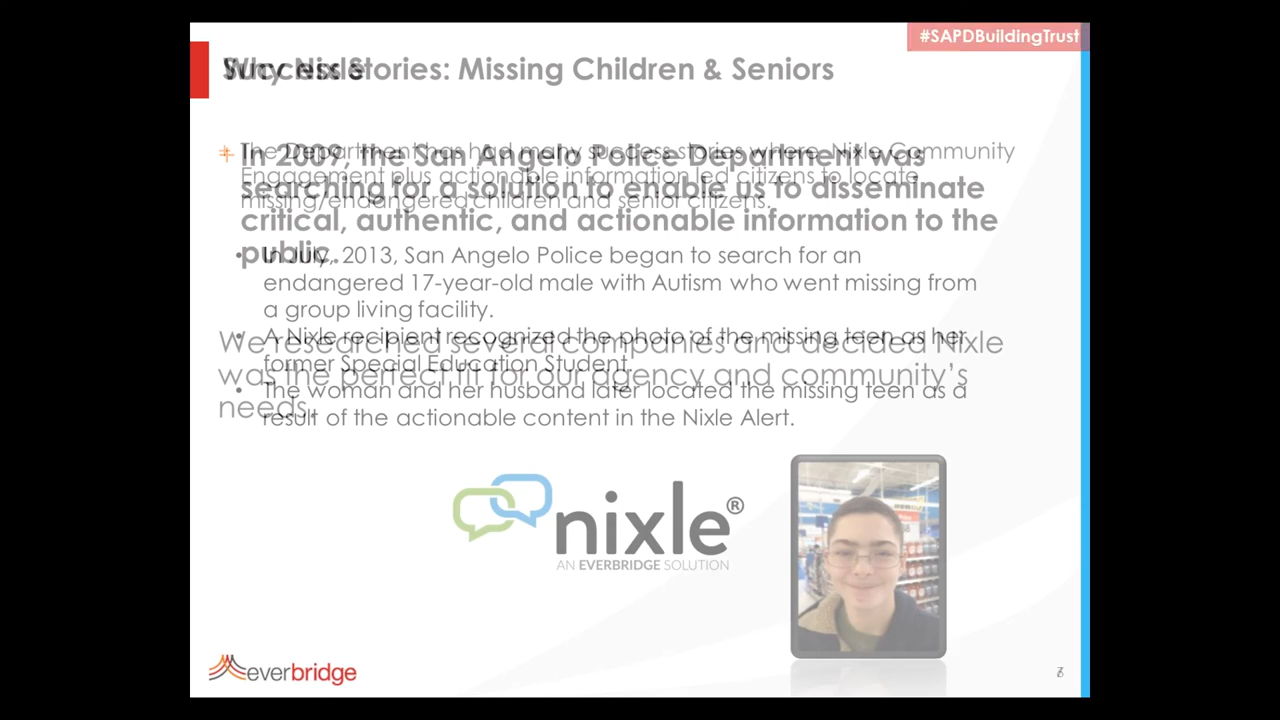 #SAPDBuildingTrust
Why Nixle
Success Stories: Missing Children & Seniors
In 2009, the San Angelo Police Department was
searching for a solution to enable us to disseminate
critical, authentic, and actionable information to the
public.
We researched several companies and decided Nixle
was the perfect fit for our agency and community’s
needs.
+ The Department has had many success stories where Nixle Community
Engagement plus actionable information led citizens to locate
missing/endangered children and senior citizens.
• In July, 2013, San Angelo Police began to search for an
endangered 17-year-old male with Autism who went missing from
a group living facility.
• A Nixle recipient recognized the photo of the missing teen as her
former Special Education Student.
• The woman and her husband later located the missing teen as a
result of the actionable content in the Nixle Alert.
nixle®
AN EVERBRIDGE SOLUTION
everbridge